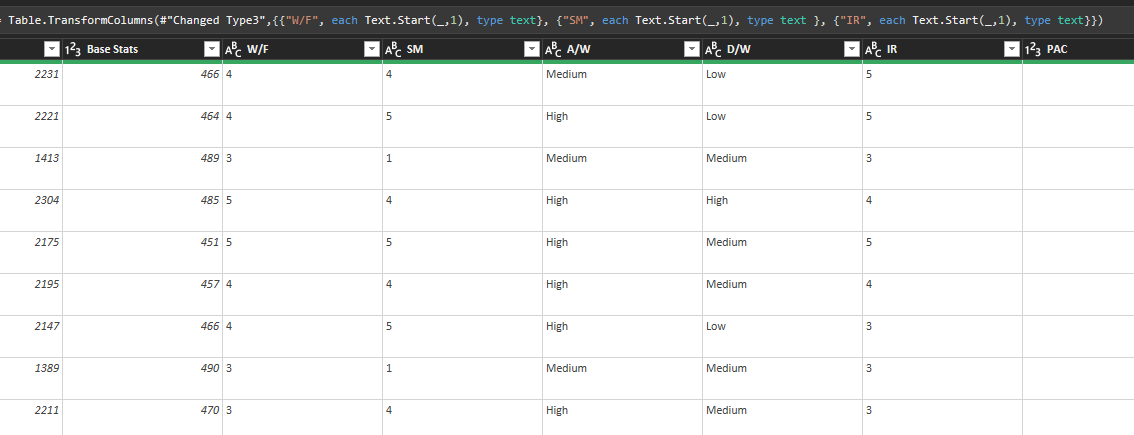 = Table.TransformColumns(#"Changed Type3",{{"W/F", each Text.Start(_,1), type text}, {"SM", each Text.Start(_,1), type text }, {"IR", each Text.Start(_,1), type text}})
123 Base Stats ABC W/F ABC SM ABC A/W ABC D/W ABC IR 123 PAC
2231 466 4 4 Medium Low 5
2221 464 4 5 High Low 5
1413 489 3 1 Medium Medium 3
2304 485 5 4 High High 4
2175 451 5 5 High Medium 5
2195 457 4 4 High Medium 4
2147 466 4 5 High Low 3
1389 490 3 1 Medium Medium 3
2211 470 3 4 High Medium 3